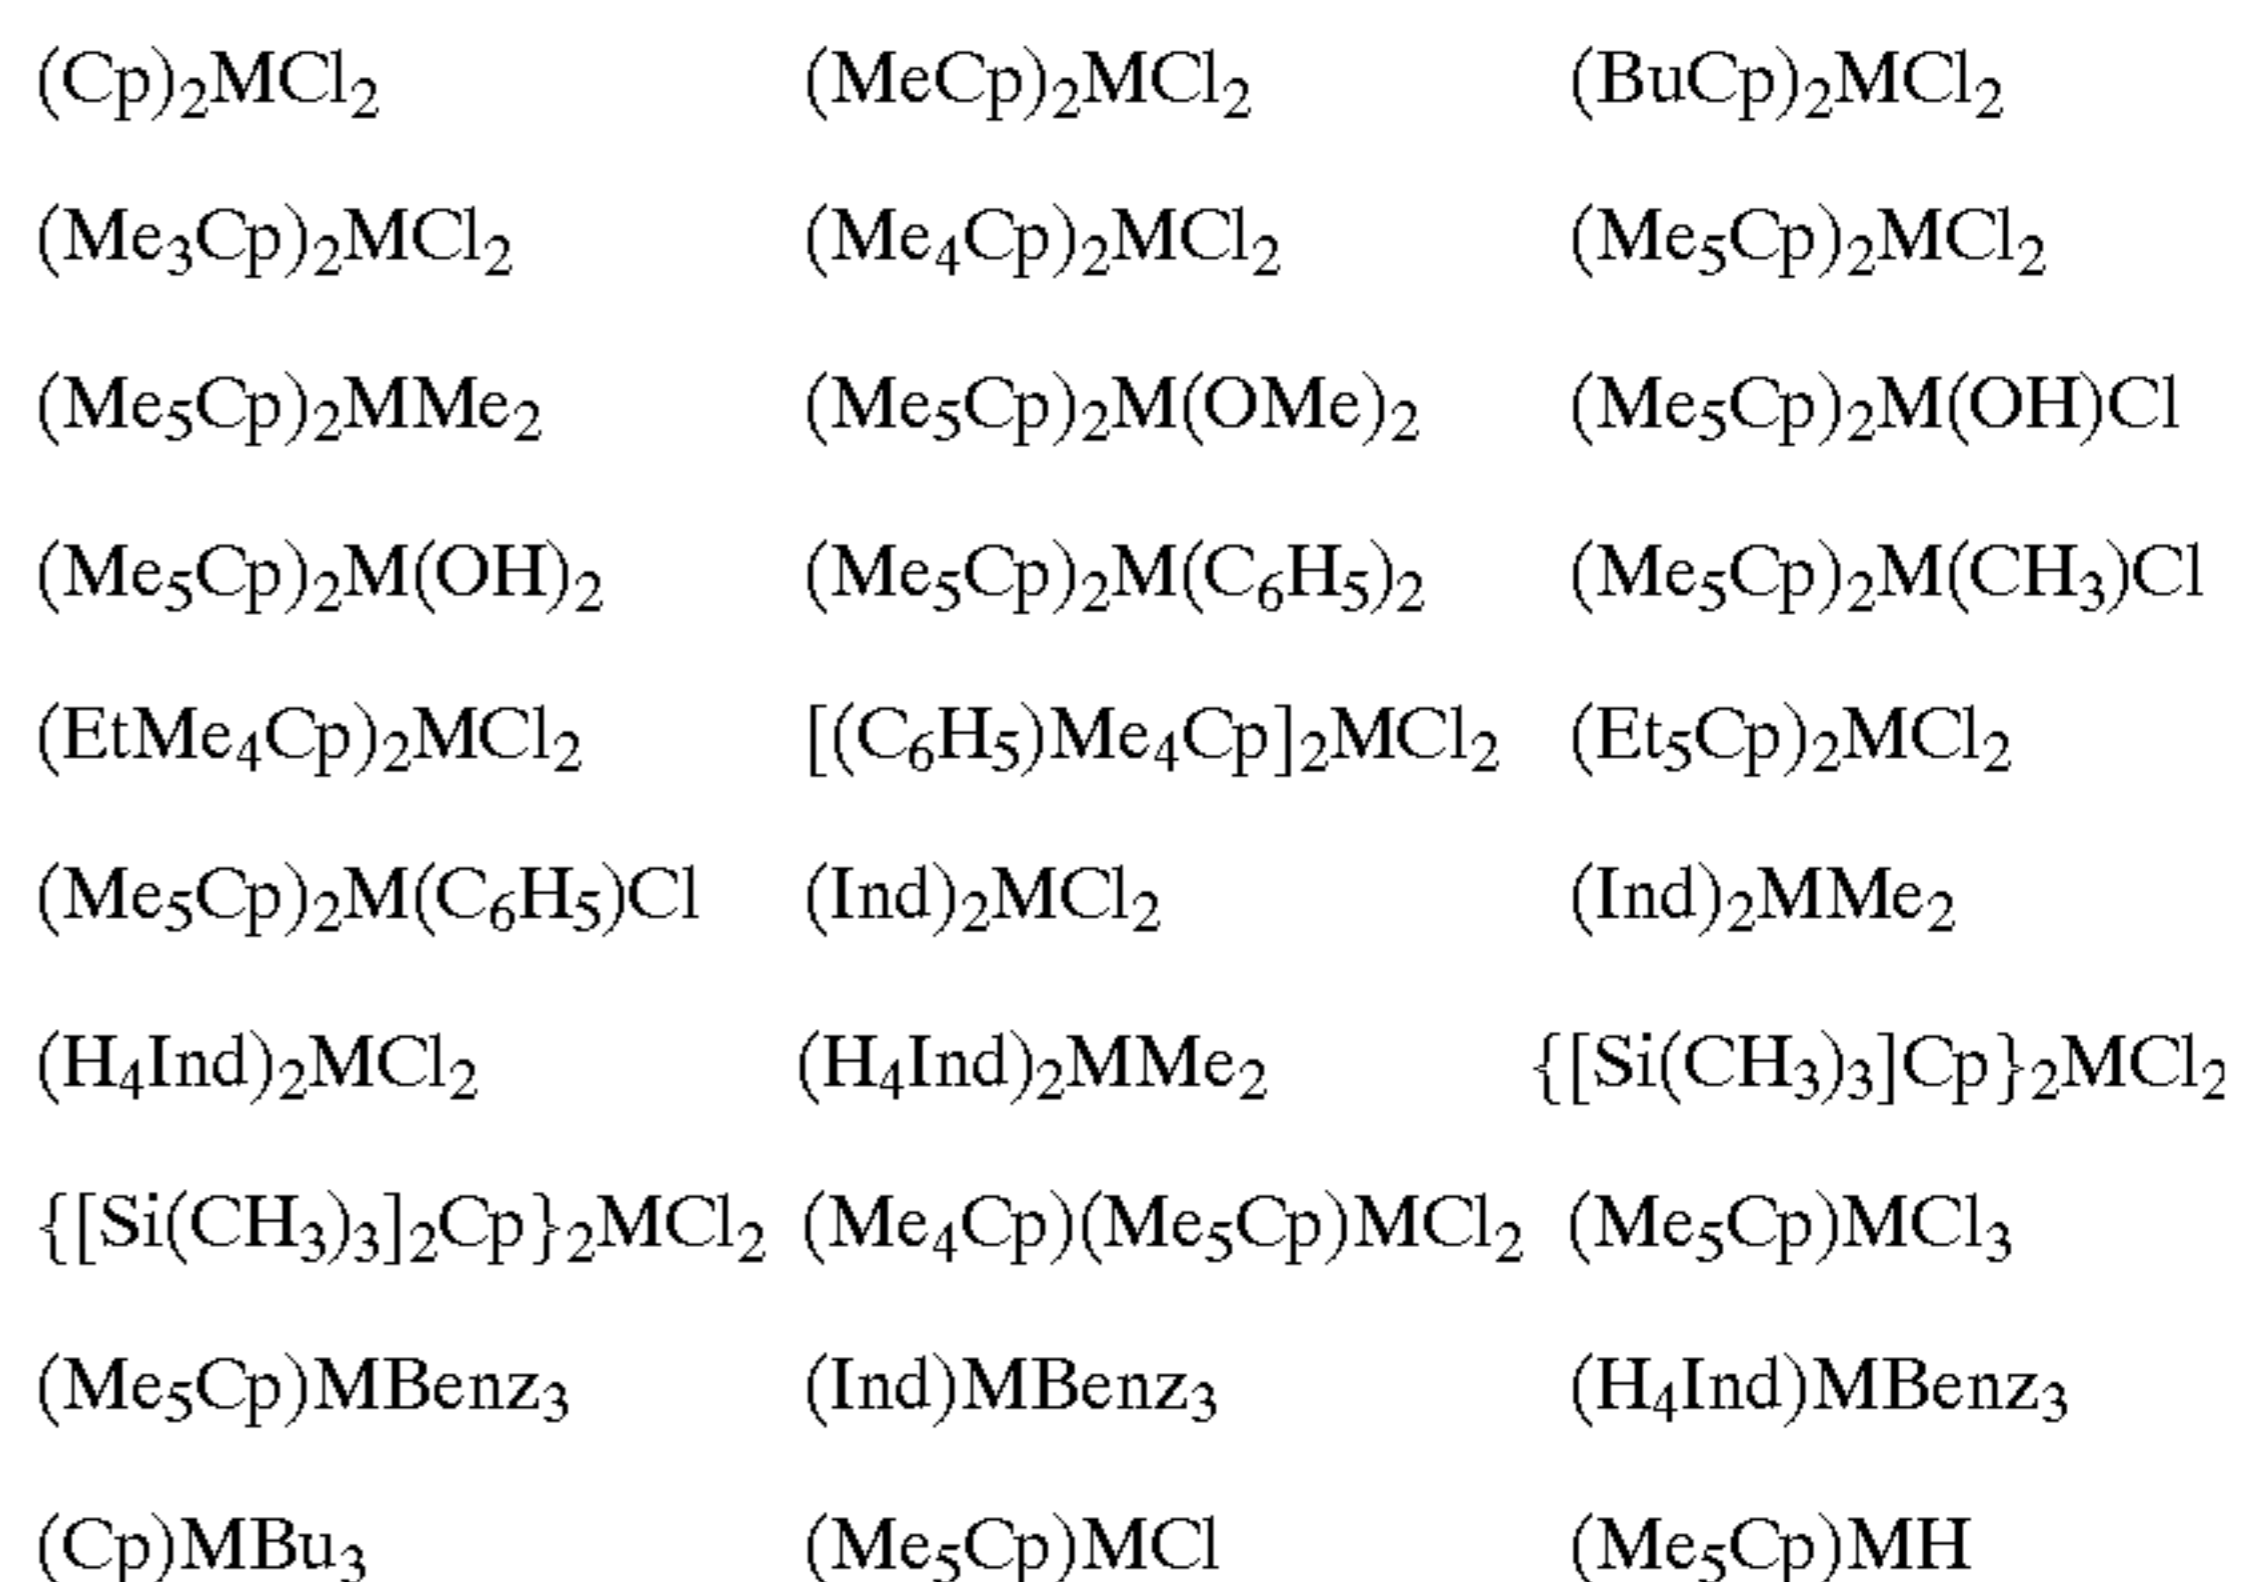 (Cp)₂MCl₂ (MeCp)₂MCl₂ (BuCp)₂MCl₂
(Me₃Cp)₂MCl₂ (Me₄Cp)₂MCl₂ (Me₅Cp)₂MCl₂
(Me₅Cp)₂MMe₂ (Me₅Cp)₂M(OMe)₂ (Me₅Cp)₂M(OH)Cl
(Me₅Cp)₂M(OH)₂ (Me₅Cp)₂M(C₆H₅)₂ (Me₅Cp)₂M(CH₃)Cl
(EtMe₄Cp)₂MCl₂ [(C₆H₅)Me₄Cp]₂MCl₂ (Et₅Cp)₂MCl₂
(Me₅Cp)₂M(C₆H₅)Cl (Ind)₂MCl₂ (Ind)₂MMe₂
(H₄Ind)₂MCl₂ (H₄Ind)₂MMe₂ {[Si(CH₃)₃]Cp}₂MCl₂
{[Si(CH₃)₃]₂Cp}₂MCl₂ (Me₄Cp)(Me₅Cp)MCl₂ (Me₅Cp)MCl₃
(Me₅Cp)MBenz₃ (Ind)MBenz₃ (H₄Ind)MBenz₃
(Cp)MBu₃ (Me₅Cp)MCl (Me₅Cp)MH